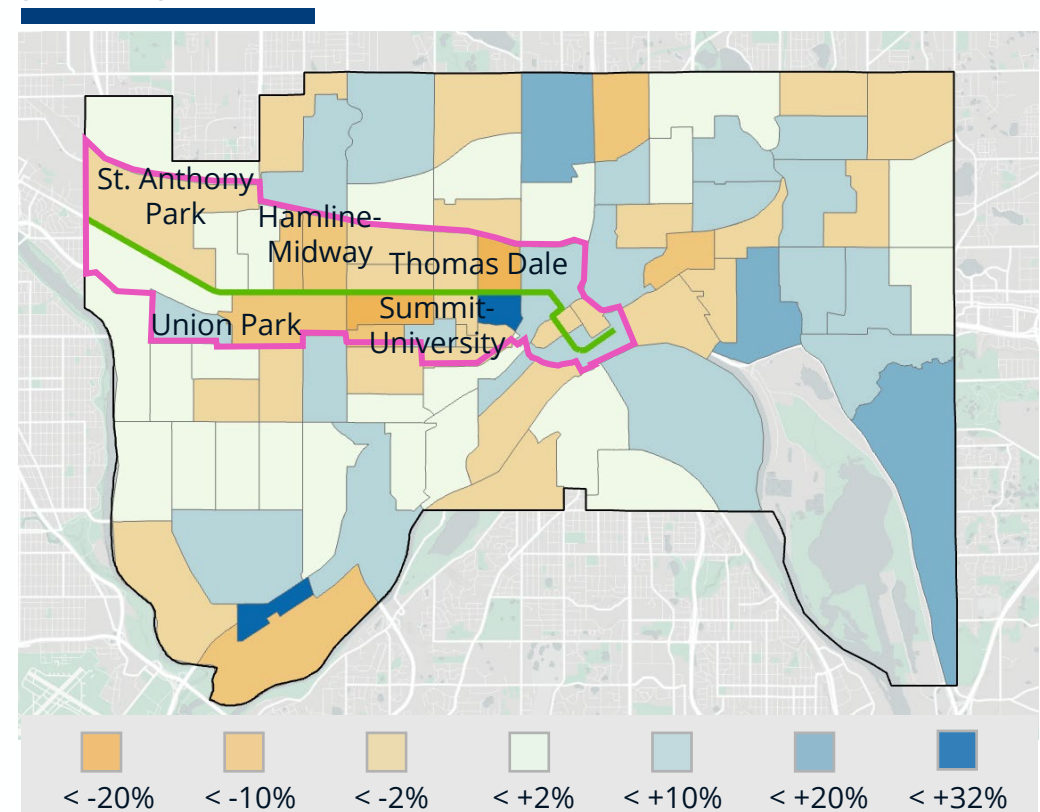 St. Anthony
Park
Hamline-
Midway
Thomas Dale
Summit-
University
Union Park
< -20%
< -10%
< -2%
< +2%
< +10%
< +20%
< +32%